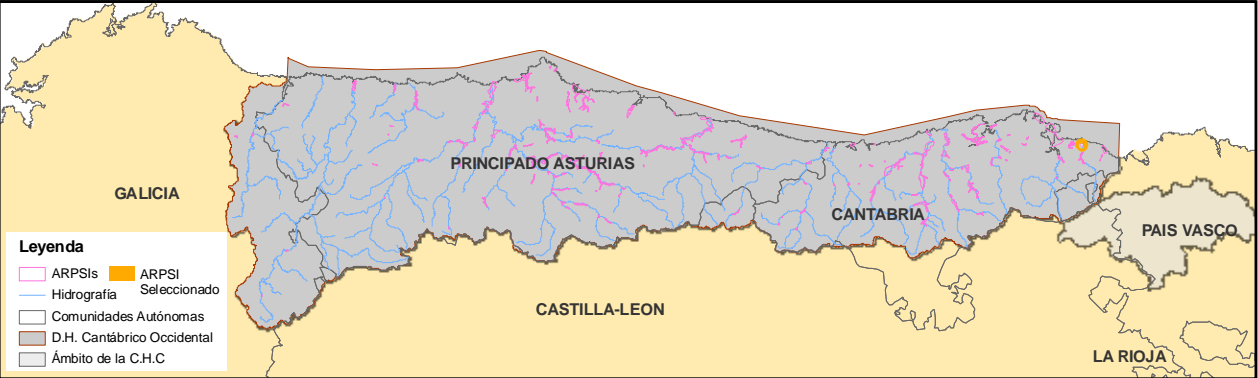 PRINCIPADO ASTURIAS
GALICIA
CANTABRIA
PAIS VASCO
CASTILLA-LEON
LA RIOJA
Leyenda
ARPSIs
ARPSI
Seleccionado
Hidrografía
Comunidades Autónomas
D.H. Cantábrico Occidental
Ámbito de la C.H.C